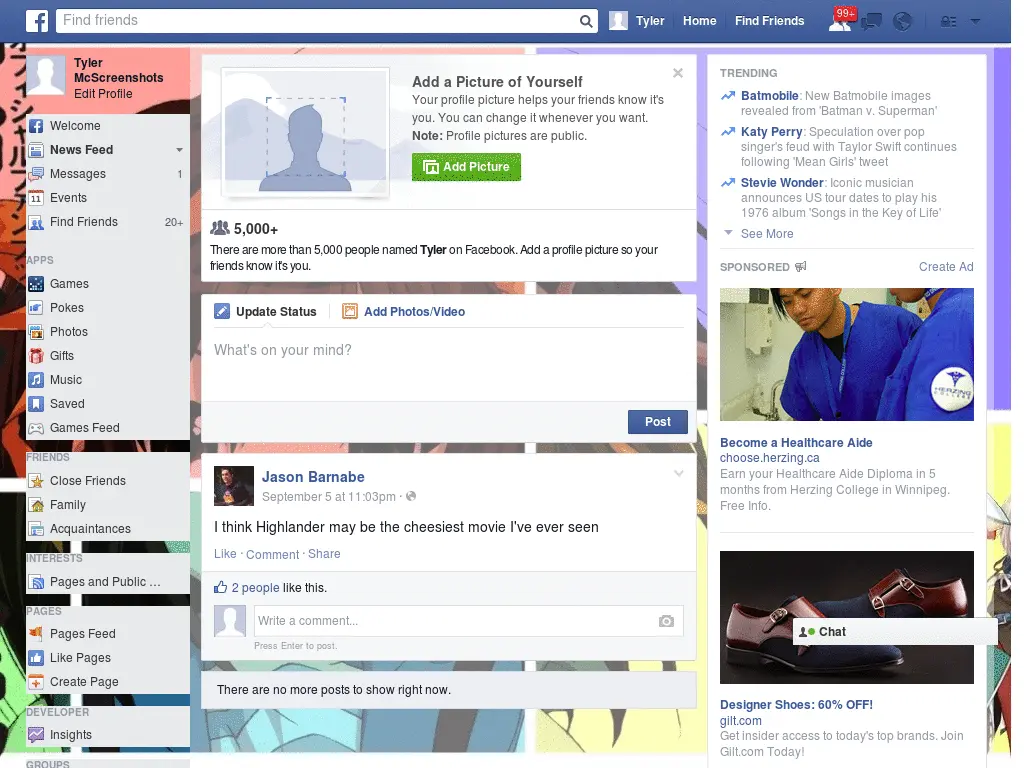 Find friends
Tyler
Home
Find Friends
99+
Tyler
McScreenshots
Edit Profile
Welcome
News Feed
Messages 1
11 Events
Find Friends 20+
APPS
Games
Pokes
Photos
Gifts
Music
Saved
Games Feed
FRIENDS
Close Friends
Family
Acquaintances
INTERESTS
Pages and Public ...
PAGES
Pages Feed
Like Pages
Create Page
DEVELOPER
Insights
GROUPS
Add a Picture of Yourself
Your profile picture helps your friends know it's
you. You can change it whenever you want.
Note: Profile pictures are public.
Add Picture
5,000+
There are more than 5,000 people named Tyler on Facebook. Add a profile picture so your
friends know it's you.
Update Status
Add Photos/Video
What's on your mind?
Post
Jason Barnabe
September 5 at 11:03pm ·
I think Highlander may be the cheesiest movie I've ever seen
Like · Comment · Share
2 people like this.
Write a comment...
Press Enter to post.
There are no more posts to show right now.
TRENDING
Batmobile: New Batmobile images
revealed from 'Batman v. Superman'
Katy Perry: Speculation over pop
singer's feud with Taylor Swift continues
following 'Mean Girls' tweet
Stevie Wonder: Iconic musician
announces US tour dates to play his
1976 album 'Songs in the Key of Life'
See More
SPONSORED
Create Ad
HERZING
COLLEGE
Become a Healthcare Aide
choose.herzing.ca
Earn your Healthcare Aide Diploma in 5
months from Herzing College in Winnipeg.
Free Info.
Chat
Designer Shoes: 60% OFF!
gilt.com
Get insider access to today's top brands. Join
Gilt.com Today!